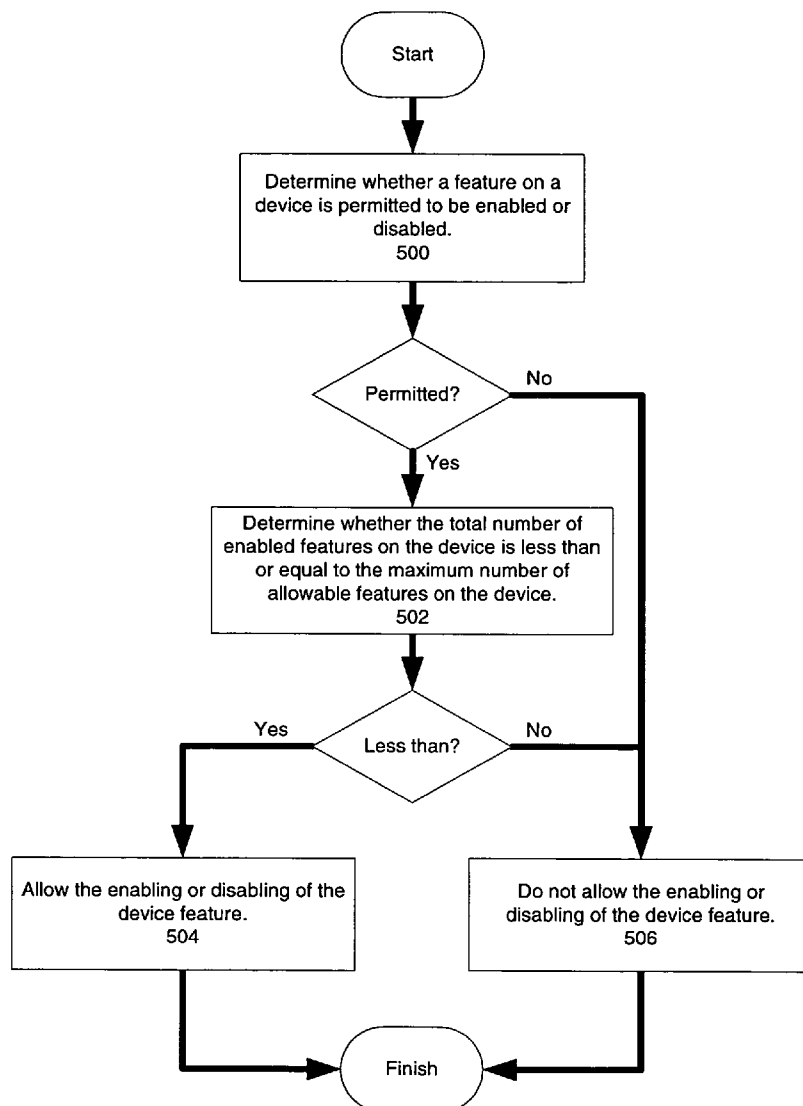 Start
Determine whether a feature on a
device is permitted to be enabled or
disabled.
500
Permitted?
No
Yes
Determine whether the total number of
enabled features on the device is less than
or equal to the maximum number of
allowable features on the device.
502
Yes
Less than?
No
Allow the enabling or disabling of the
device feature.
504
Do not allow the enabling or
disabling of the device feature.
506
Finish